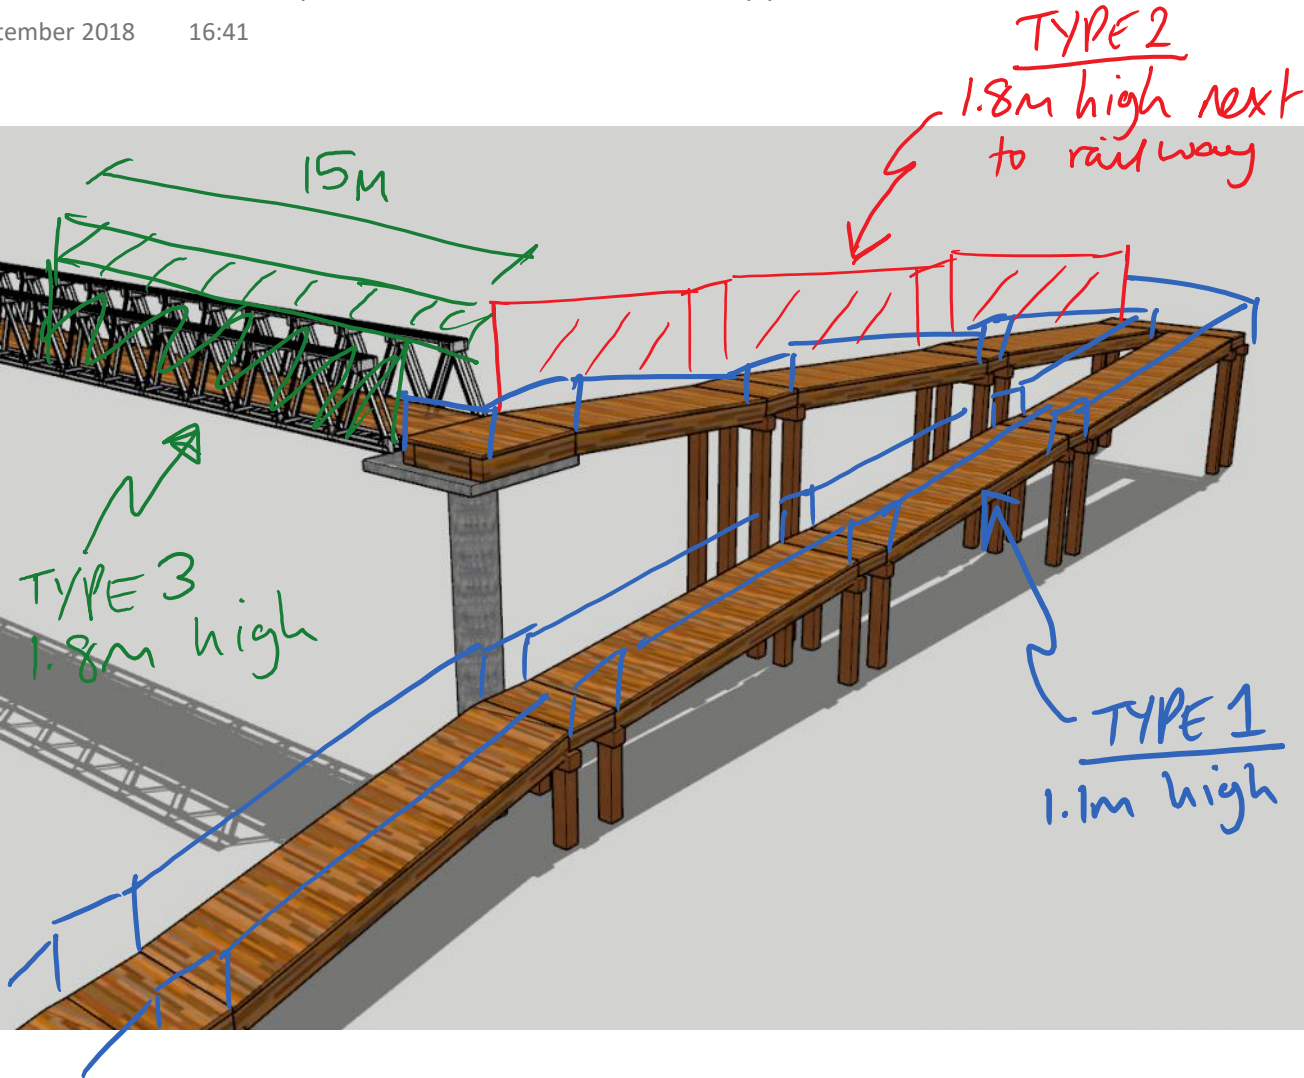 tember 2018 16:41
TYPE 2
1.8m high next
to railway
15m
TYPE 3
1.8m high
TYPE 1
1.1m high